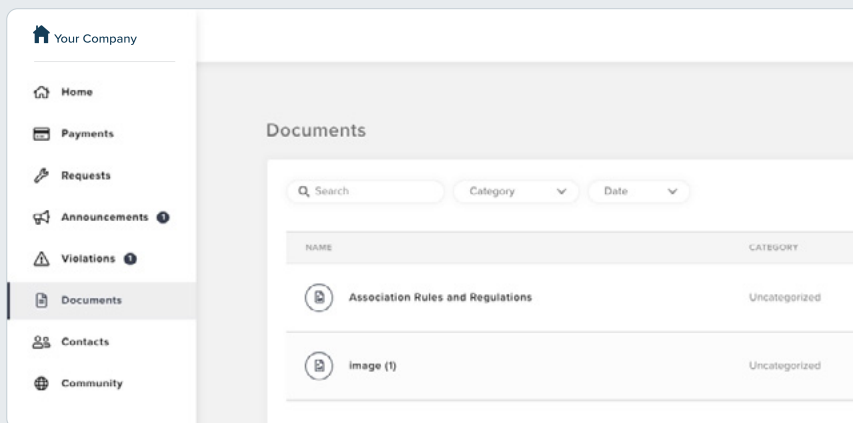 Your Company
Home
Payments
Requests
Announcements 1
Violations 1
Documents
Contacts
Community
Documents
Search Category Date
NAME CATEGORY
Association Rules and Regulations Uncategorized
image (1) Uncategorized